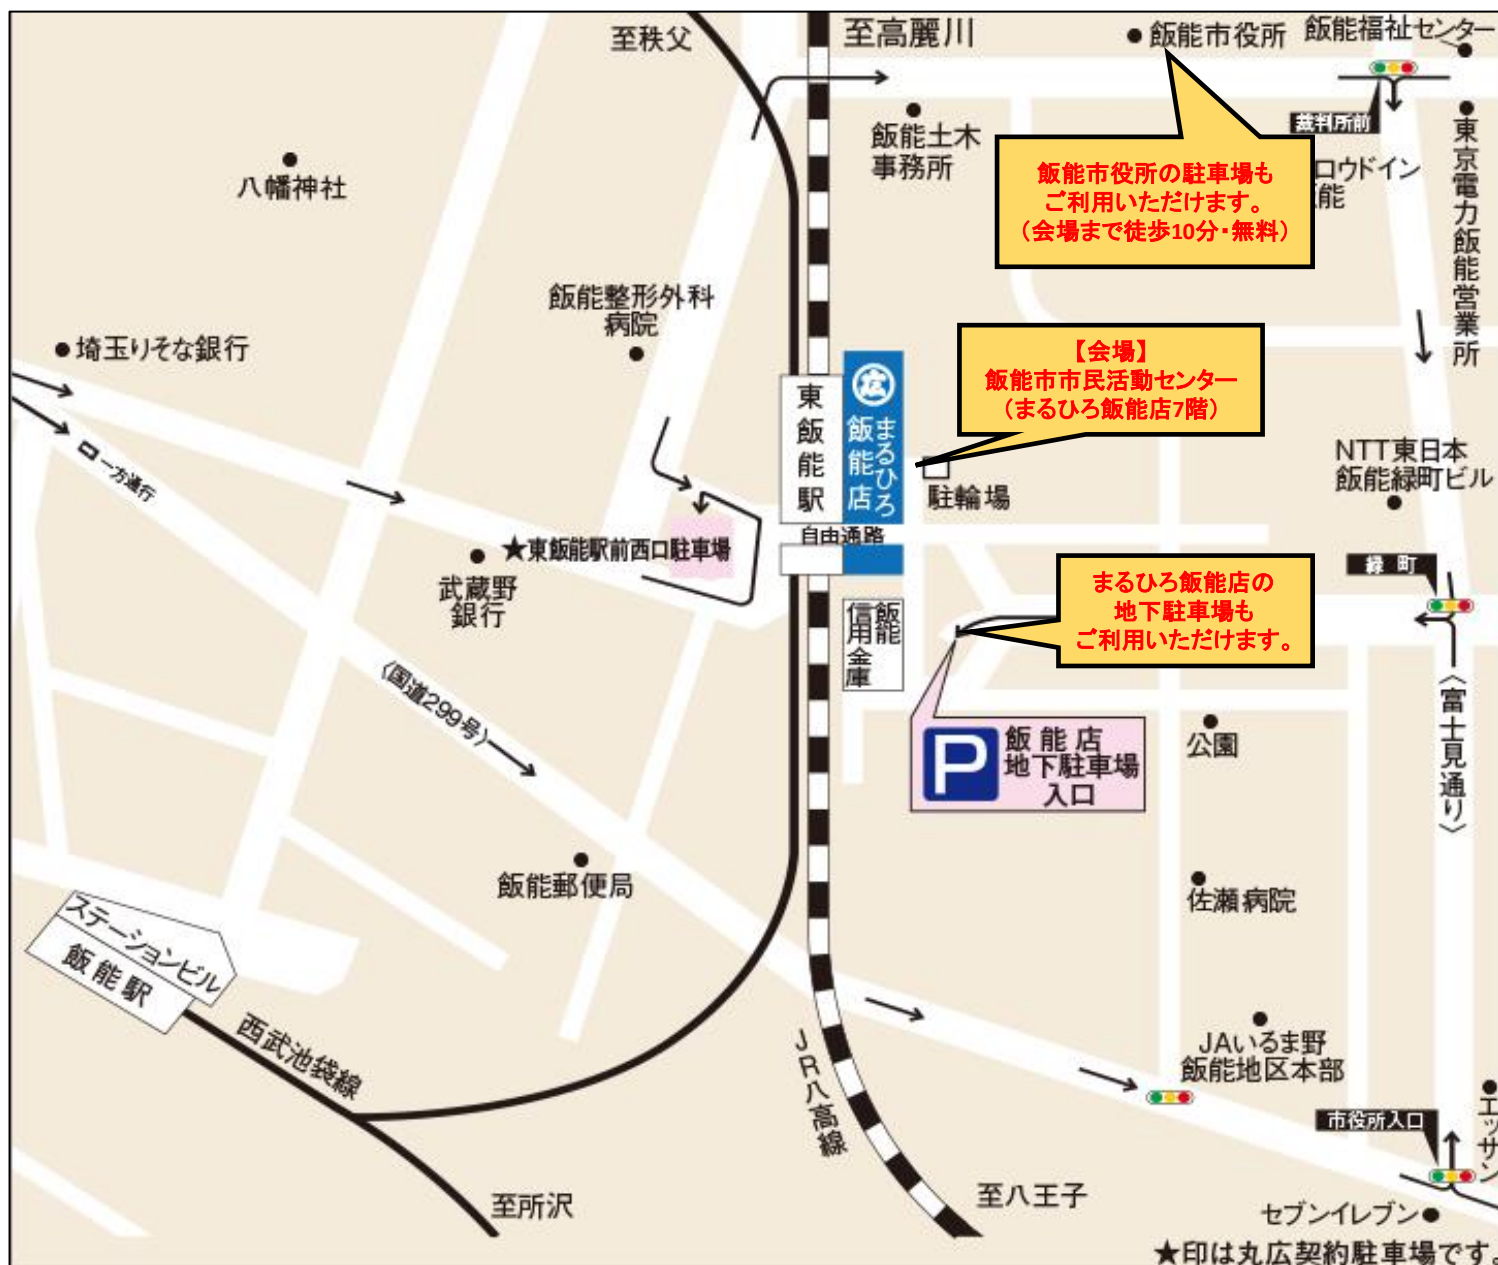 至秩父
至高麗川
飯能市役所
飯能福祉センター
裁判所前
飯能土木
事務所
飯能市役所の駐車場も
ご利用いただけます。
（会場まで徒歩10分・無料）
ロウドイン
能
東京電力飯能営業所
八幡神社
飯能整形外科
病院
埼玉りそな銀行
一方通行
東飯能駅
広
まるひろ
飯能店
【会場】
飯能市市民活動センター
（まるひろ飯能店7階）
駐輪場
NTT東日本
飯能緑町ビル
自由通路
★東飯能駅前西口駐車場
武蔵野
銀行
飯能
信用金庫
まるひろ飯能店の
地下駐車場も
ご利用いただけます。
緑町
〈国道299号〉
P
飯能店
地下駐車場
入口
公園
〈富士見通り〉
飯能郵便局
佐瀬病院
ステーションビル
飯能駅
西武池袋線
JR八高線
JAいるま野
飯能地区本部
市役所入口
エッサン
至所沢
至八王子
セブンイレブン
★印は丸広契約駐車場です。